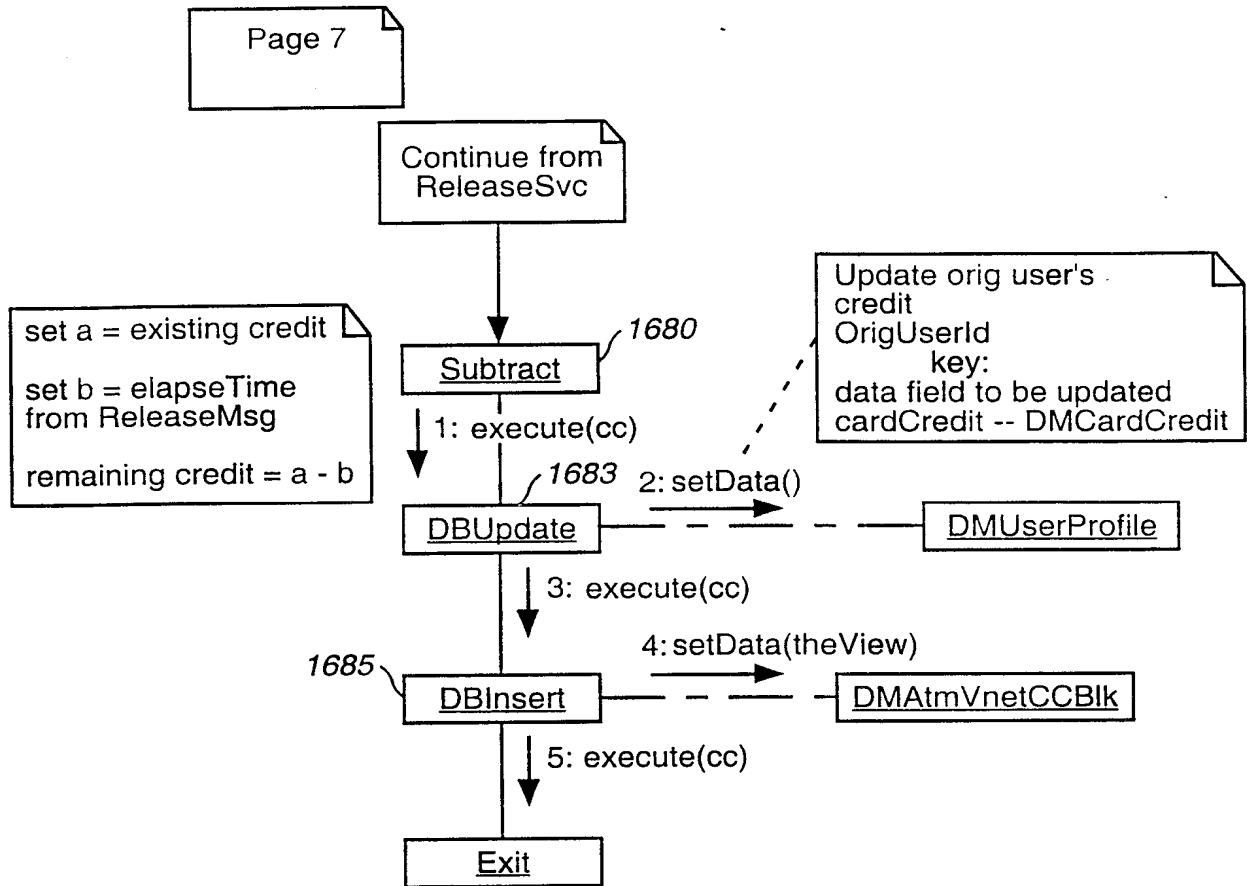 Page 7
Continue from
ReleaseSvc
set a = existing credit
set b = elapseTime
from ReleaseMsg
remaining credit = a - b
Update orig user's
credit
OrigUserId
key:
data field to be updated
cardCredit -- DMCardCredit
1680
Subtract
1: execute(cc)
1683
2: setData()
DBUpdate
DMUserProfile
3: execute(cc)
4: setData(theView)
1685
DBInsert
DMAtmVnetCCBlk
5: execute(cc)
Exit